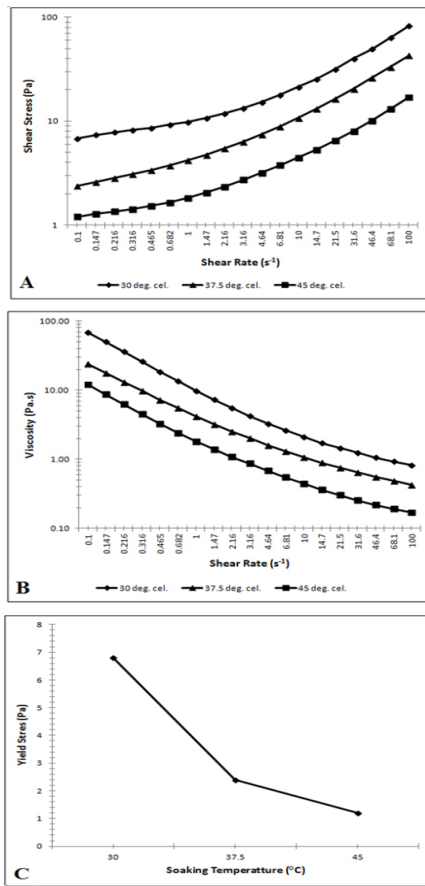 100
10
1
Shear Stress (Pa)
0.1 0.147 0.216 0.316 0.465 0.682 1 1.47 2.16 3.16 4.64 6.81 10 14.7 21.5 31.6 46.4 68.1 100
Shear Rate (s⁻¹)
A
30 deg. cel. 37.5 deg. cel. 45 deg. cel.
100.00
10.00
1.00
0.10
Viscosity (Pa.s)
0.1 0.147 0.216 0.316 0.465 0.682 1 1.47 2.16 3.16 4.64 6.81 10 14.7 21.5 31.6 46.4 68.1 100
Shear Rate (s⁻¹)
B
30 deg. cel. 37.5 deg. cel. 45 deg. cel.
8
7
6
5
4
3
2
1
0
Yield Stres (Pa)
30 37.5 45
Soaking Temperatture (°C)
C